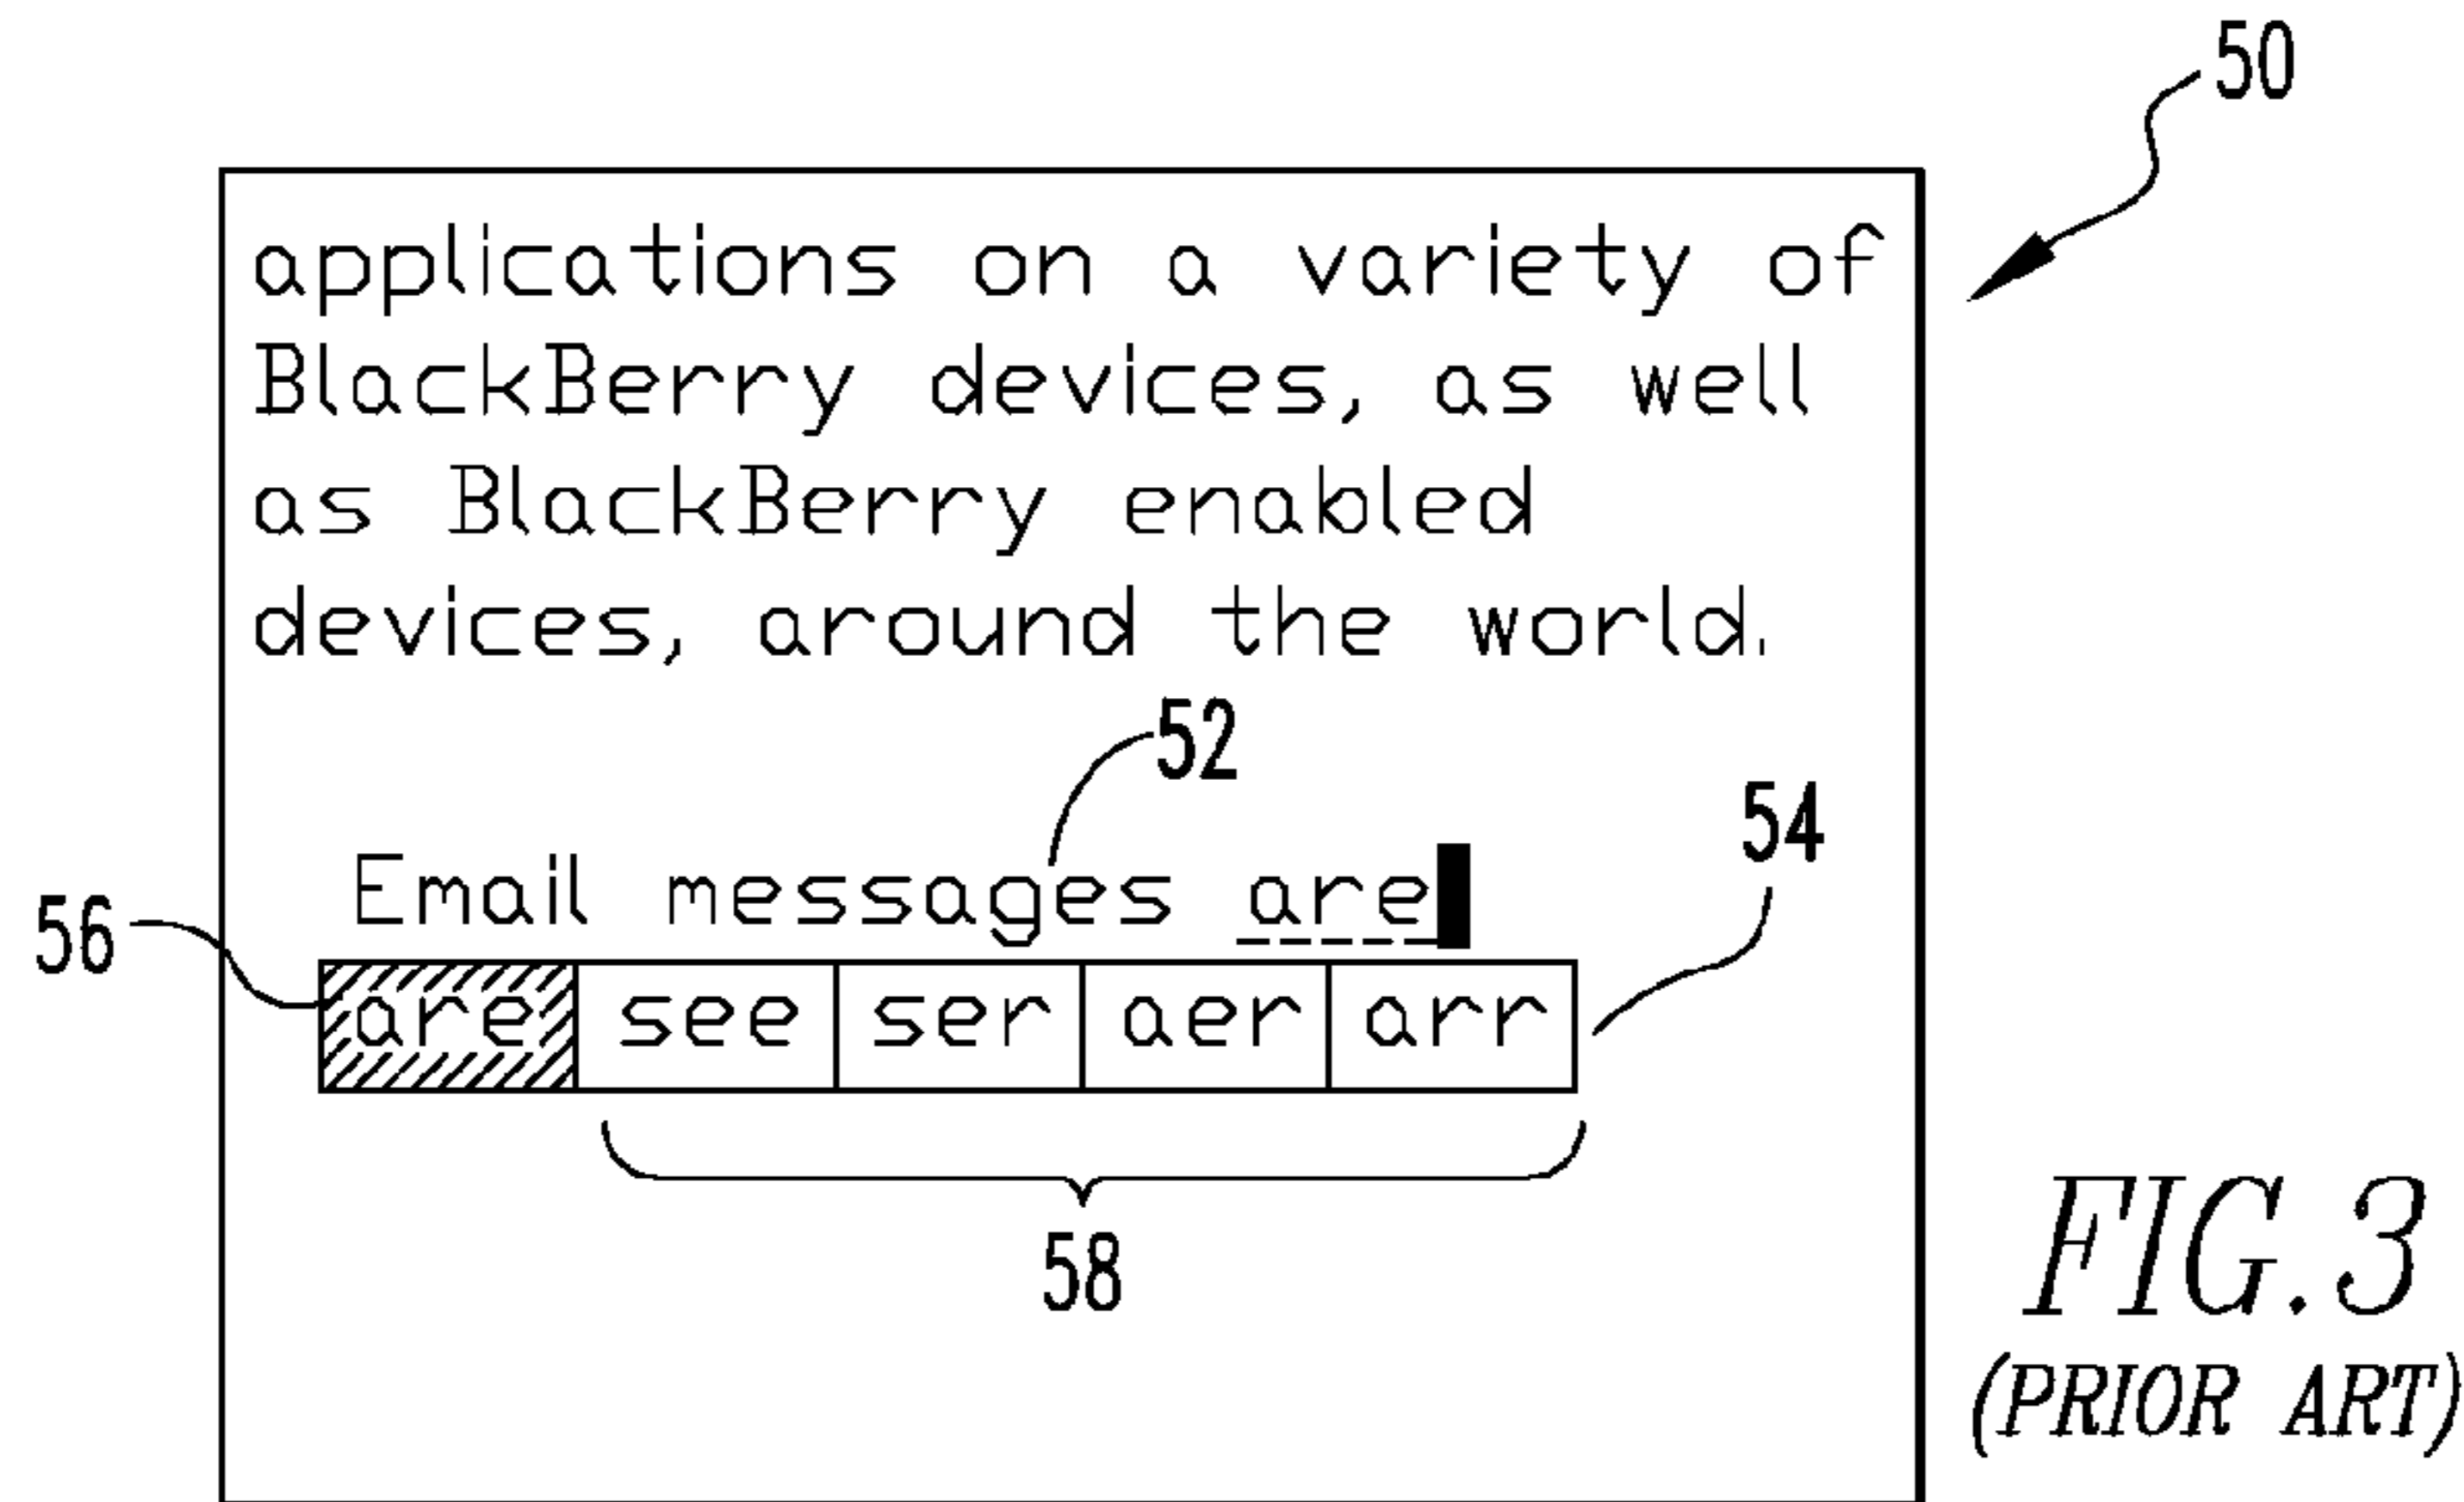 50
applications on a variety of
BlackBerry devices, as well
as BlackBerry enabled
devices, around the world.
52
54
Email messages are
56
are see ser aer arr
58
FIG.3
(PRIOR ART)